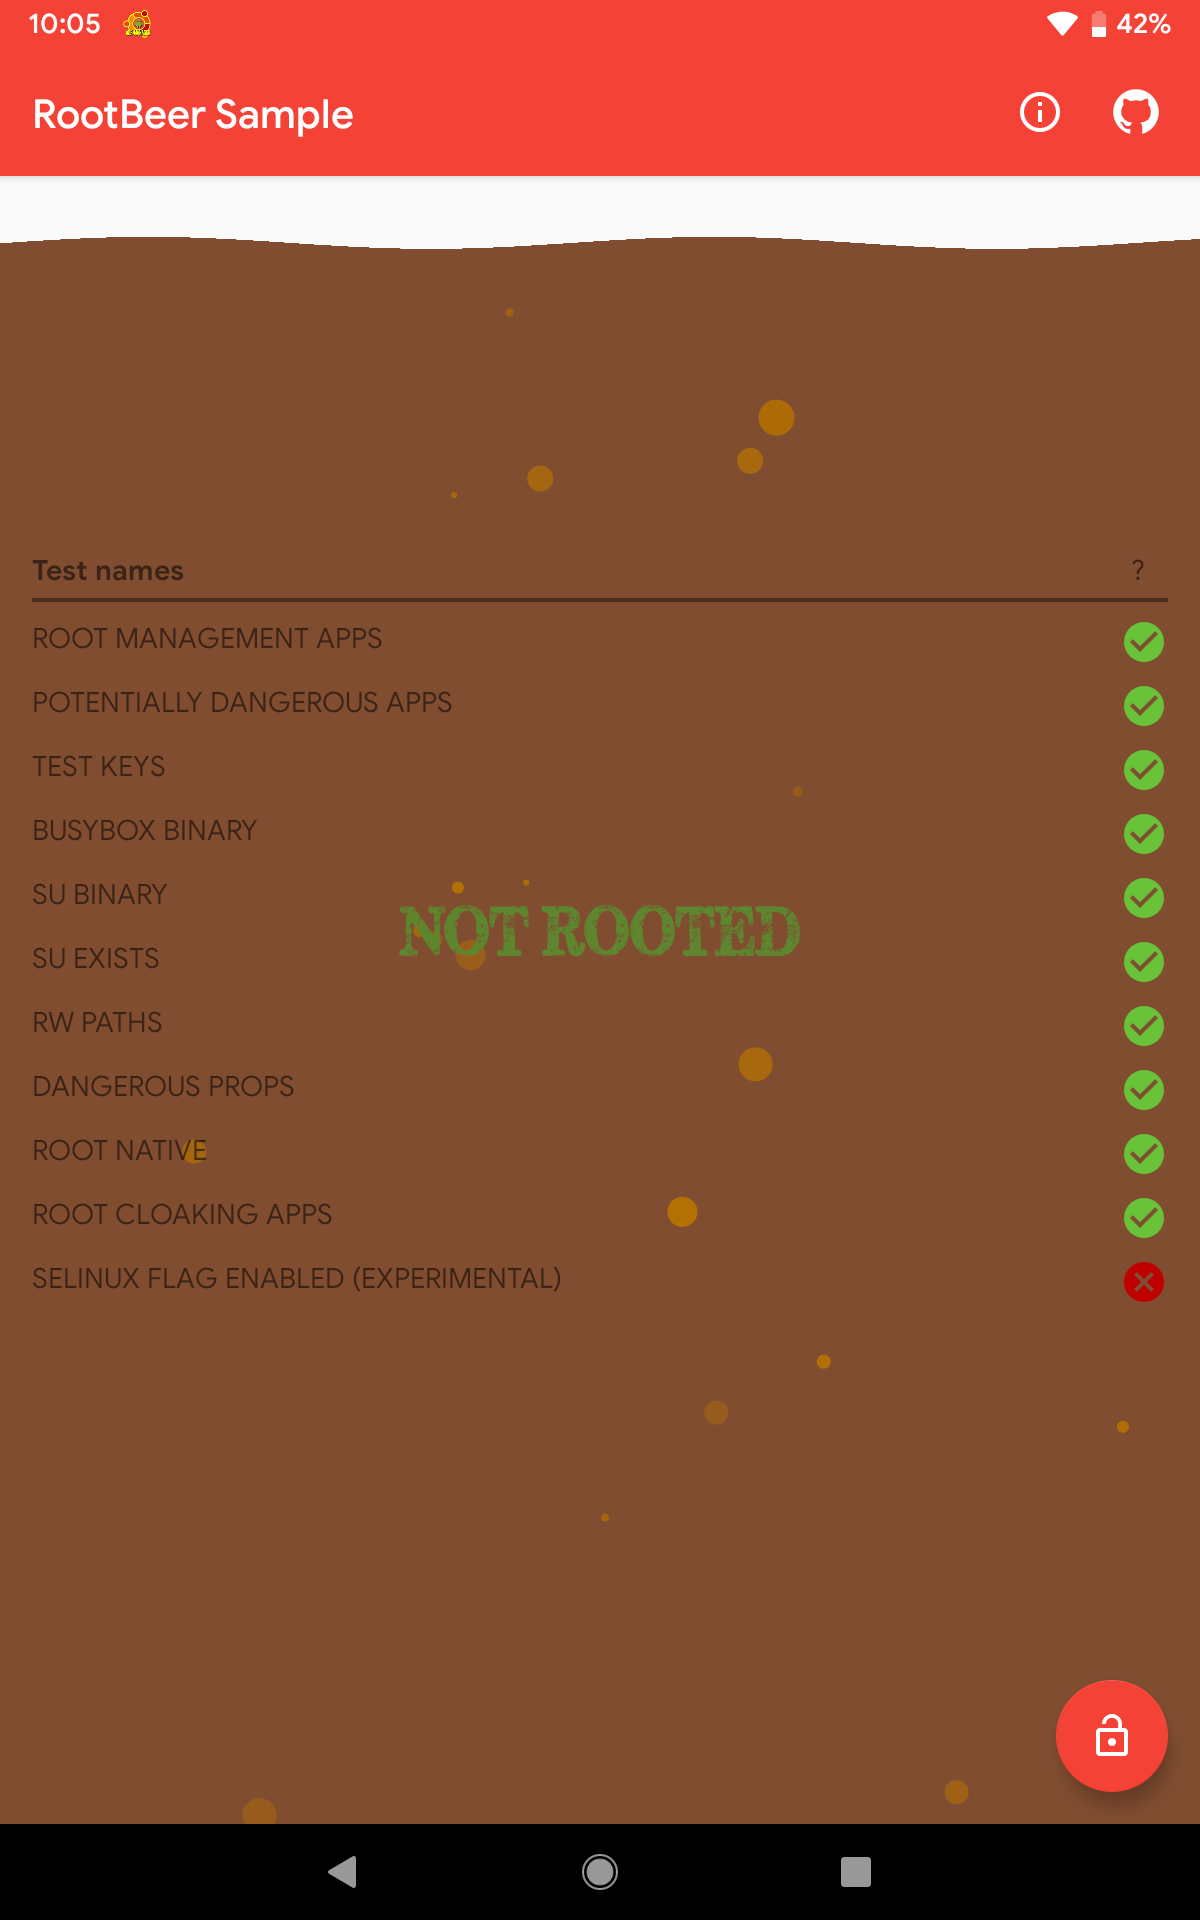 10:05
42%
RootBeer Sample
Test names ?
ROOT MANAGEMENT APPS
POTENTIALLY DANGEROUS APPS
TEST KEYS
BUSYBOX BINARY
SU BINARY
NOT ROOTED
SU EXISTS
RW PATHS
DANGEROUS PROPS
ROOT NATIVE
ROOT CLOAKING APPS
SELINUX FLAG ENABLED (EXPERIMENTAL)